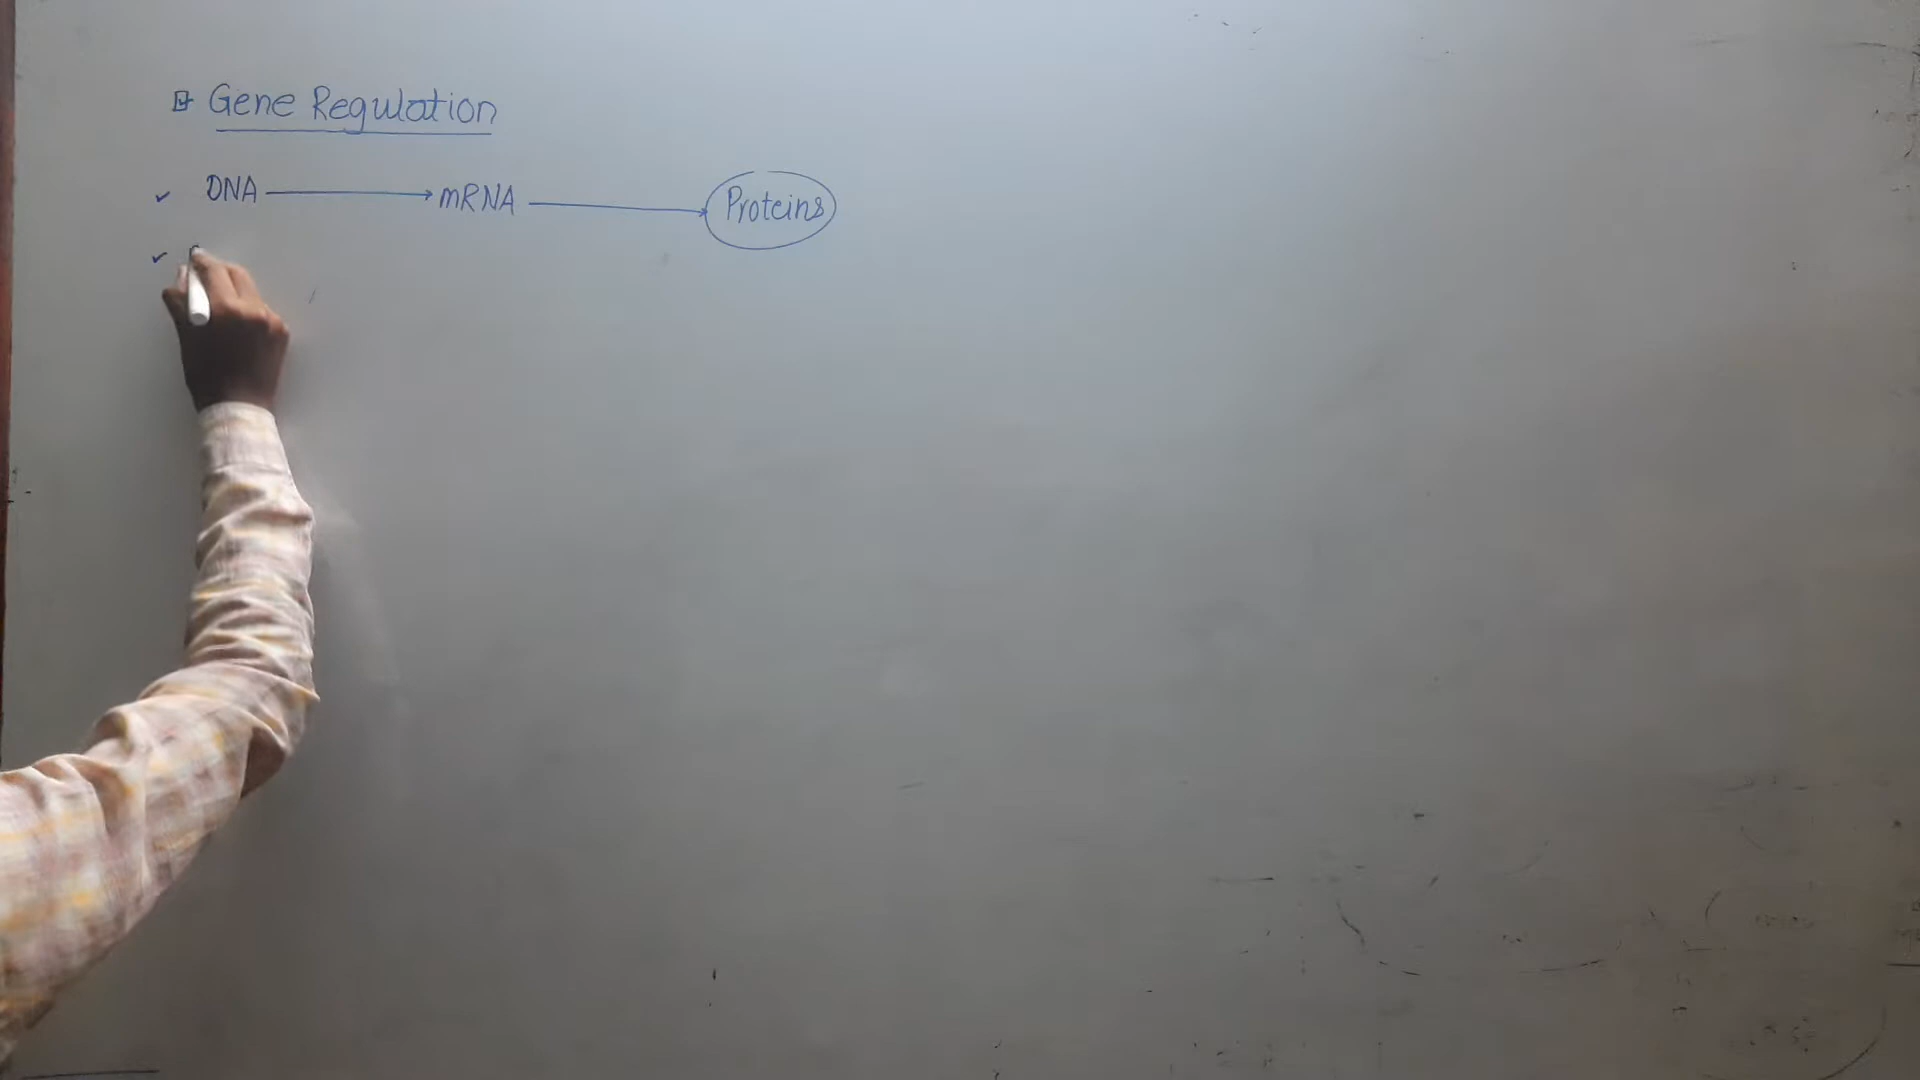 Gene Regulation
✓ DNA → mRNA → Proteins
✓